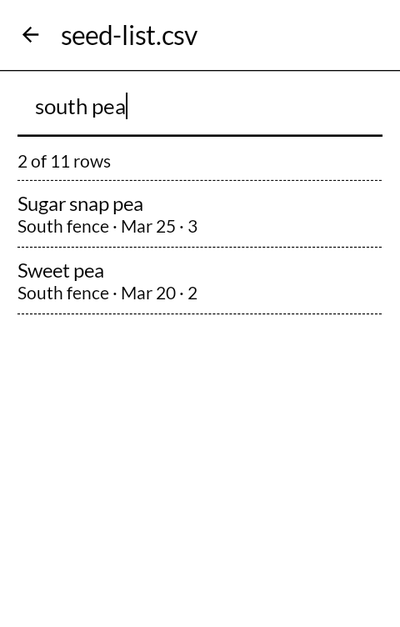 seed-list.csv
south pea
2 of 11 rows
Sugar snap pea
South fence · Mar 25 · 3
Sweet pea
South fence · Mar 20 · 2